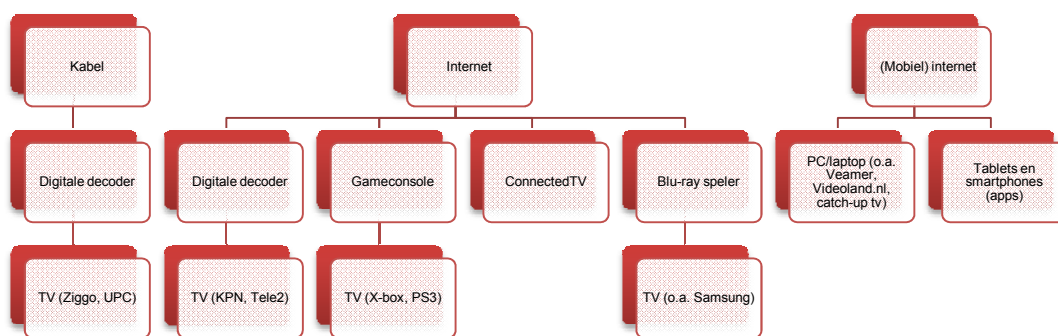 Kabel
Internet
(Mobiel) internet
Digitale decoder
Digitale decoder
Gameconsole
ConnectedTV
Blu-ray speler
PC/laptop (o.a.
Veamer,
Videoland.nl,
catch-up tv)
Tablets en
smartphones
(apps)
TV (Ziggo, UPC)
TV (KPN, Tele2)
TV (X-box, PS3)
TV (o.a. Samsung)